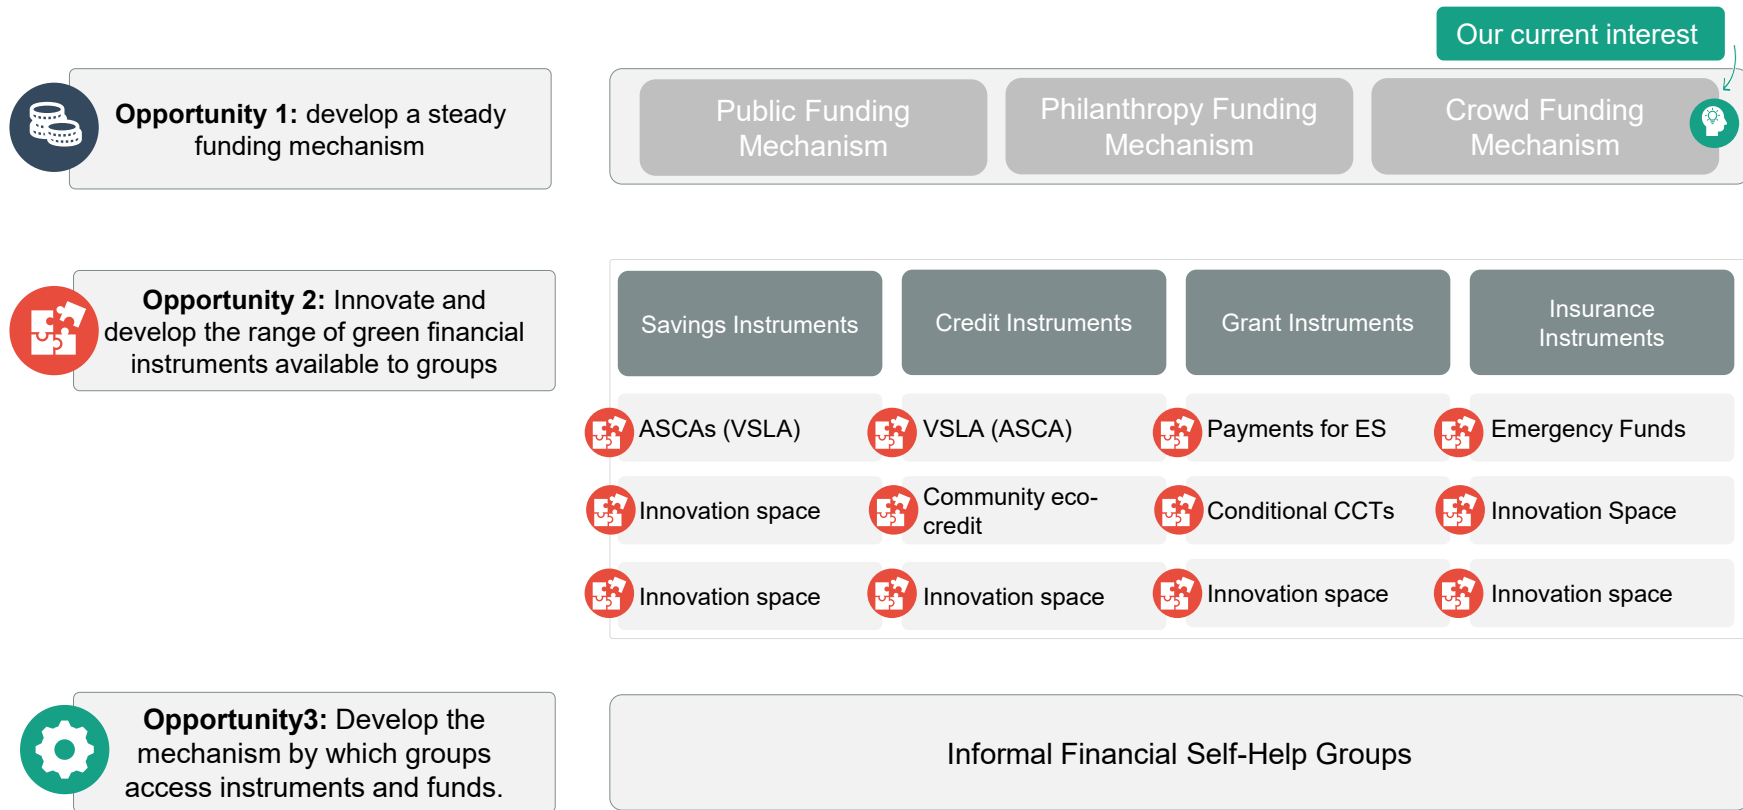 Our current interest
Opportunity 1: develop a steady
funding mechanism
Public Funding
Mechanism
Philanthropy Funding
Mechanism
Crowd Funding
Mechanism
Opportunity 2: Innovate and
develop the range of green financial
instruments available to groups
Savings Instruments
Credit Instruments
Grant Instruments
Insurance
Instruments
ASCAs (VSLA)
VSLA (ASCA)
Payments for ES
Emergency Funds
Innovation space
Community eco-
credit
Conditional CCTs
Innovation Space
Innovation space
Innovation space
Innovation space
Innovation space
Opportunity3: Develop the
mechanism by which groups
access instruments and funds.
Informal Financial Self-Help Groups